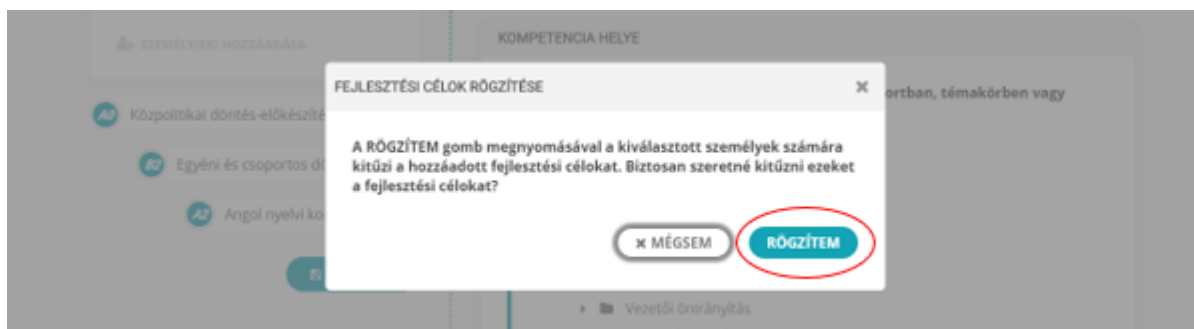 SZEMÉLY(EK) HOZZÁADÁSA
KOMPETENCIA HELYE
FEJLESZTÉSI CÉLOK RÖGZÍTÉSE
ortban, témakörben vagy
A0 Közpolitikai döntés-előkészíté
A RÖGZÍTEM gomb megnyomásával a kiválasztott személyek számára
kitűzi a hozzáadott fejlesztési célokat. Biztosan szeretné kitűzni ezeket
a fejlesztési célokat?
B2 Egyéni és csoportos dö
A2 Angol nyelvi ko
MÉGSEM
RÖGZÍTEM
Vezetői önirányítás